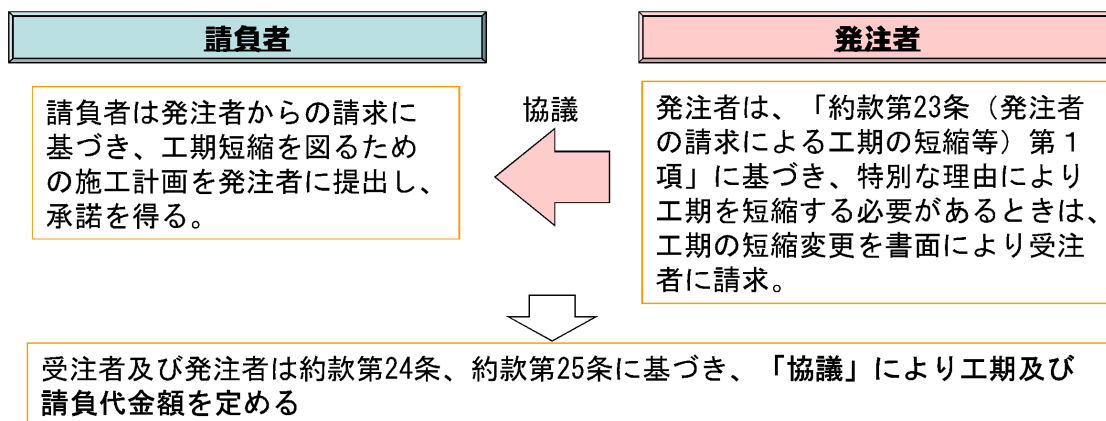 請負者
発注者
請負者は発注者からの請求に
基づき、工期短縮を図るため
の施工計画を発注者に提出し、
承諾を得る。
協議
発注者は、「約款第23条（発注者
の請求による工期の短縮等）第１
項」に基づき、特別な理由により
工期を短縮する必要があるときは、
工期の短縮変更を書面により受注
者に請求。
受注者及び発注者は約款第24条、約款第25条に基づき、「協議」により工期及び
請負代金額を定める